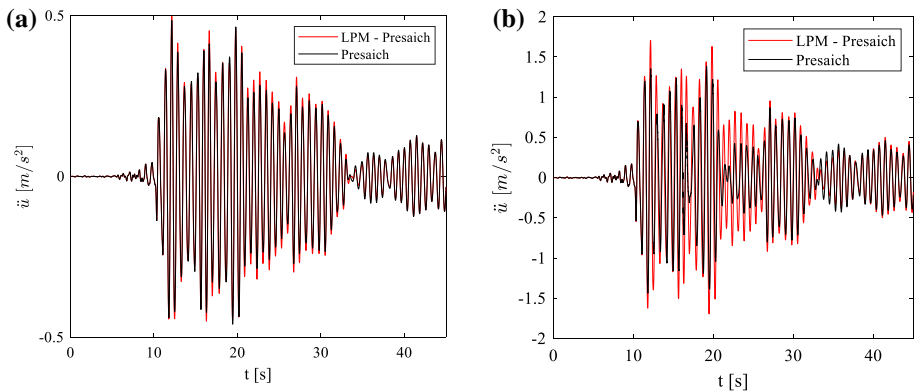 (a)
0.5
0
-0.5
ü [m/s²]
LPM - Presaich
Presaich
0 10 20 30 40
t [s]
(b)
2
1.5
1
0.5
0
-0.5
-1
-1.5
-2
ü [m/s²]
LPM - Presaich
Presaich
0 10 20 30 40
t [s]